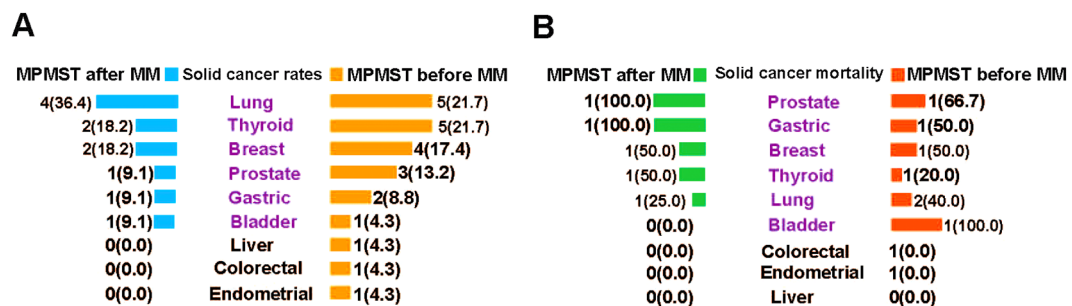 A
MPMST after MM Solid cancer rates MPMST before MM
4(36.4) Lung 5(21.7)
2(18.2) Thyroid 5(21.7)
2(18.2) Breast 4(17.4)
1(9.1) Prostate 3(13.2)
1(9.1) Gastric 2(8.8)
1(9.1) Bladder 1(4.3)
0(0.0) Liver 1(4.3)
0(0.0) Colorectal 1(4.3)
0(0.0) Endometrial 1(4.3)
B
MPMST after MM Solid cancer mortality MPMST before MM
1(100.0) Prostate 1(66.7)
1(100.0) Gastric 1(50.0)
1(50.0) Breast 1(50.0)
1(50.0) Thyroid 1(20.0)
1(25.0) Lung 2(40.0)
0(0.0) Bladder 1(100.0)
0(0.0) Colorectal 1(0.0)
0(0.0) Endometrial 1(0.0)
0(0.0) Liver 0(0.0)